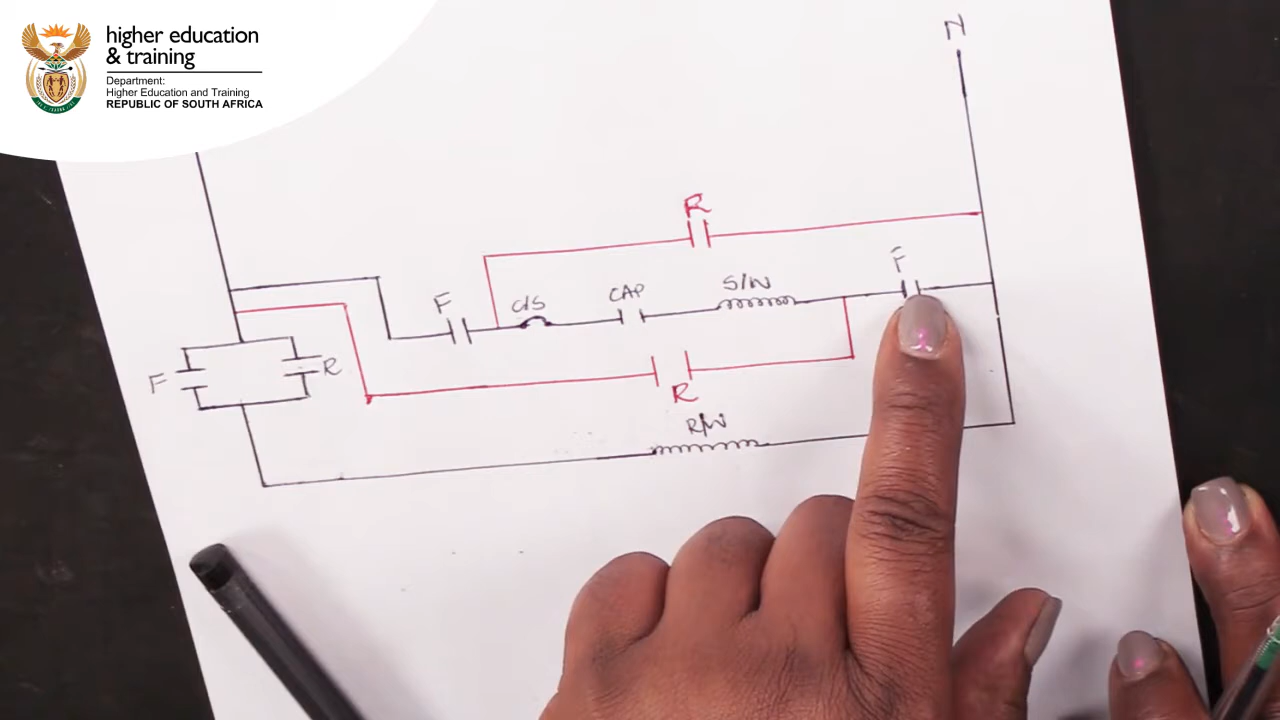 higher education
& training
Department:
Higher Education and Training
REPUBLIC OF SOUTH AFRICA
N
R
F
F
C/S
CAP
S/W
F
R
R
R/W